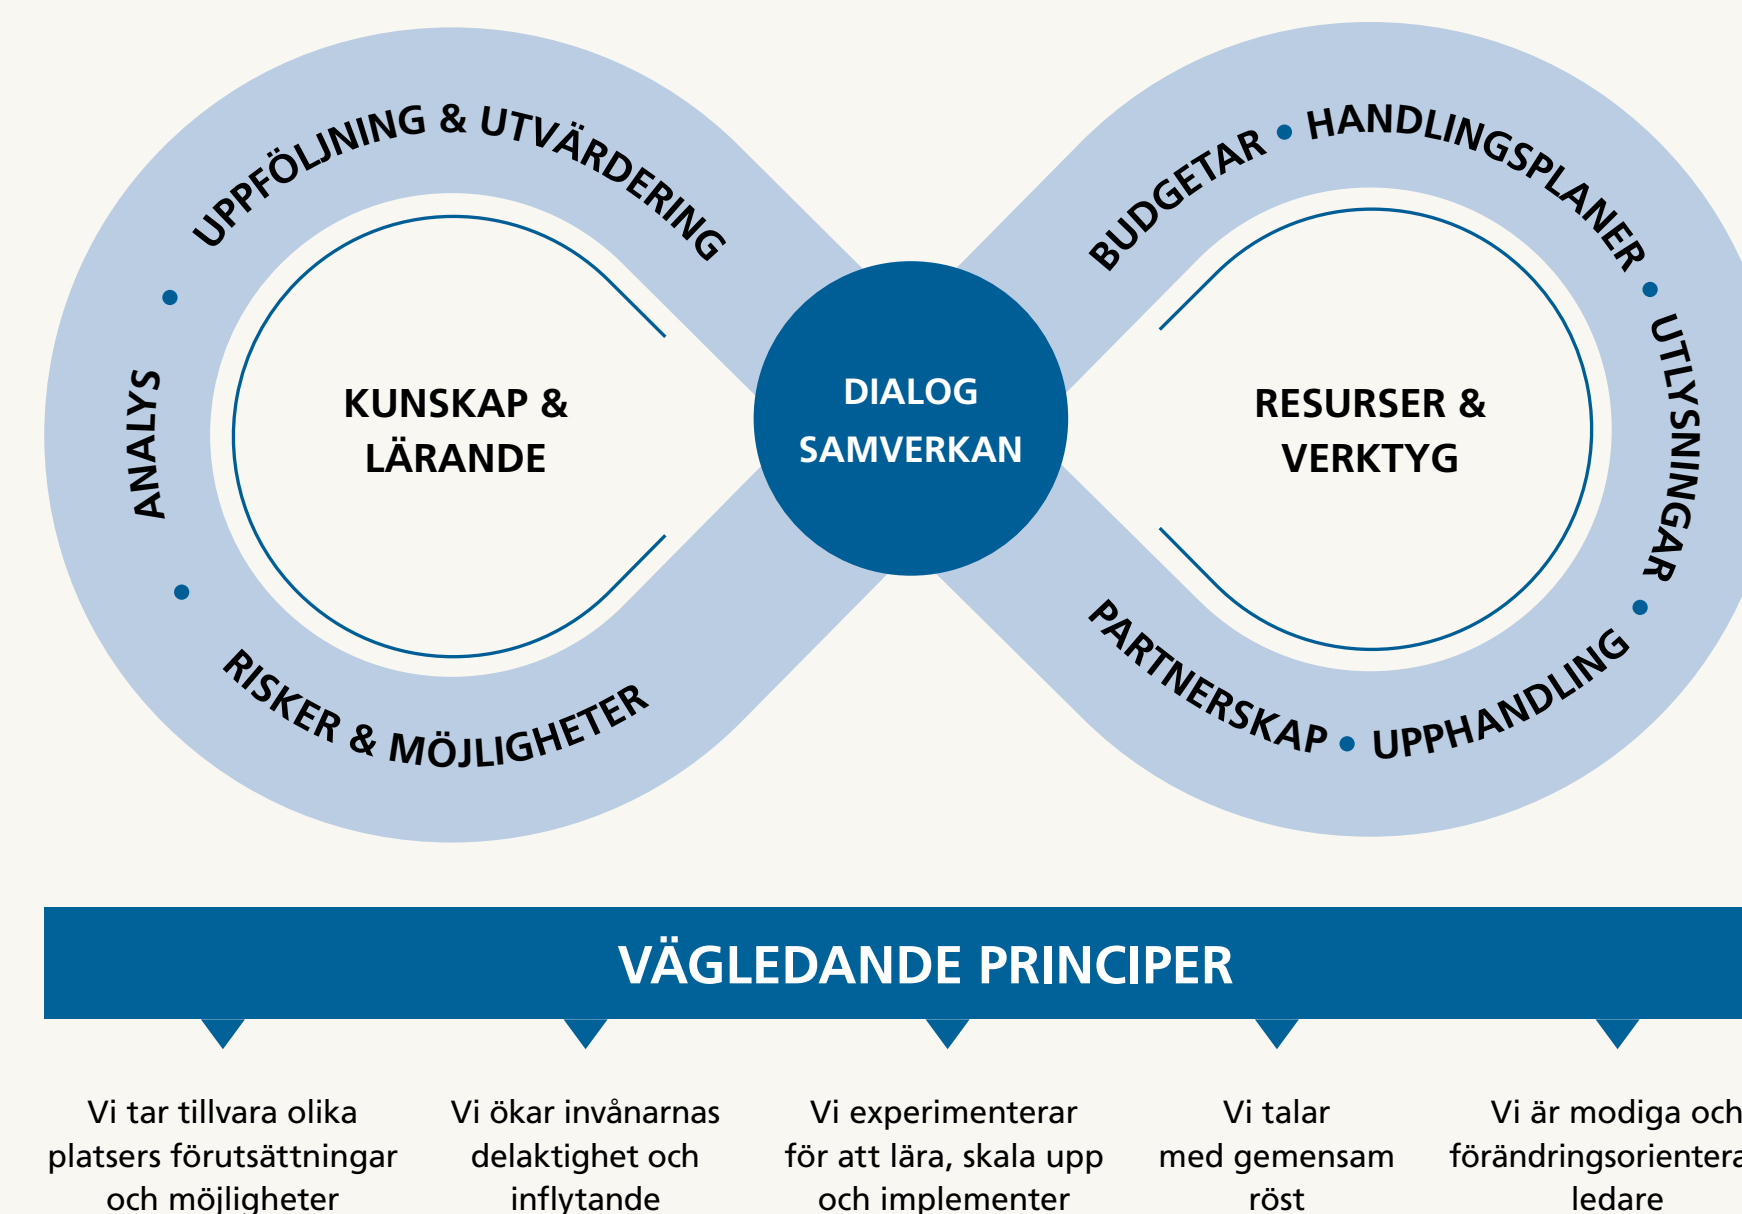 UPPFÖLJNING & UTVÄRDERING
ANALYS
RISKER & MÖJLIGHETER
KUNSKAP &
LÄRANDE
DIALOG
SAMVERKAN
BUDGETAR • HANDLINGSPLANER • UTLYSNINGAR •
PARTNERSKAP • UPPHANDLING
RESURSER &
VERKTYG
VÄGLEDANDE PRINCIPER
Vi tar tillvara olika
platsers förutsättningar
och möjligheter
Vi ökar invånarnas
delaktighet och
inflytande
Vi experimenterar
för att lära, skala upp
och implementer
Vi talar
med gemensam
röst
Vi är modiga och
ledare